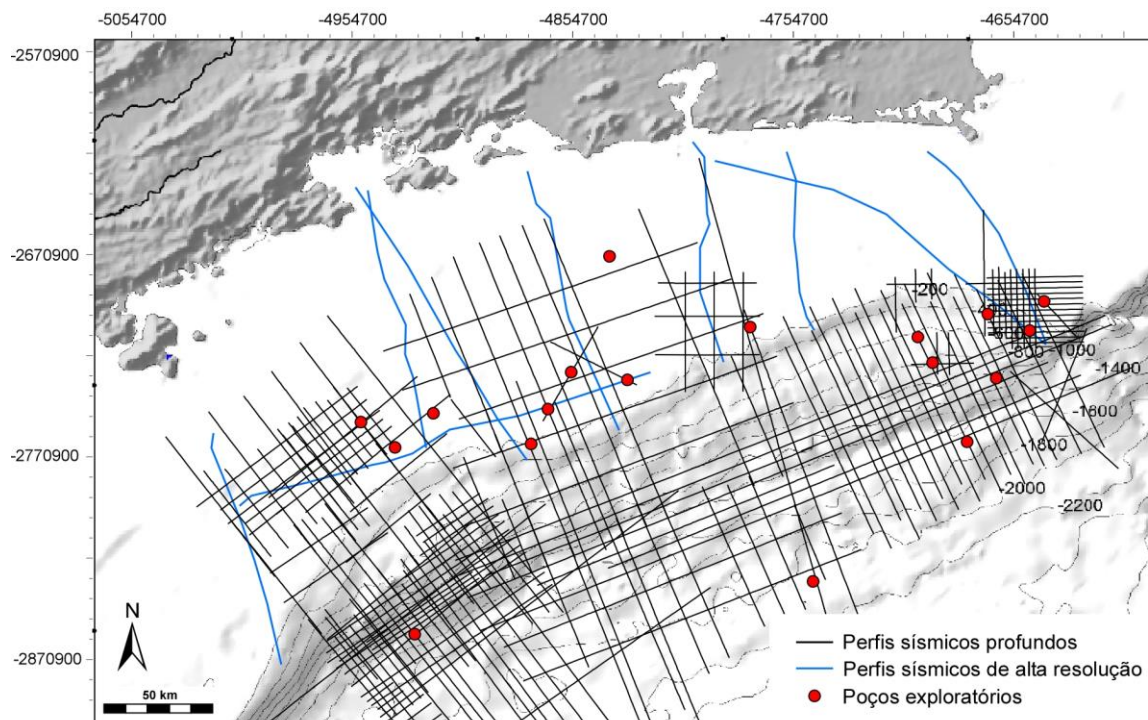 -5054700 -4954700 -4854700 -4754700 -4654700
-2570900
-2670900
-200
-800
-1000
-1400
-1600
-2770900
-1800
-2000
-2200
N
-2870900
50 km
Perfis sísmicos profundos
Perfis sísmicos de alta resolução
Poços exploratórios